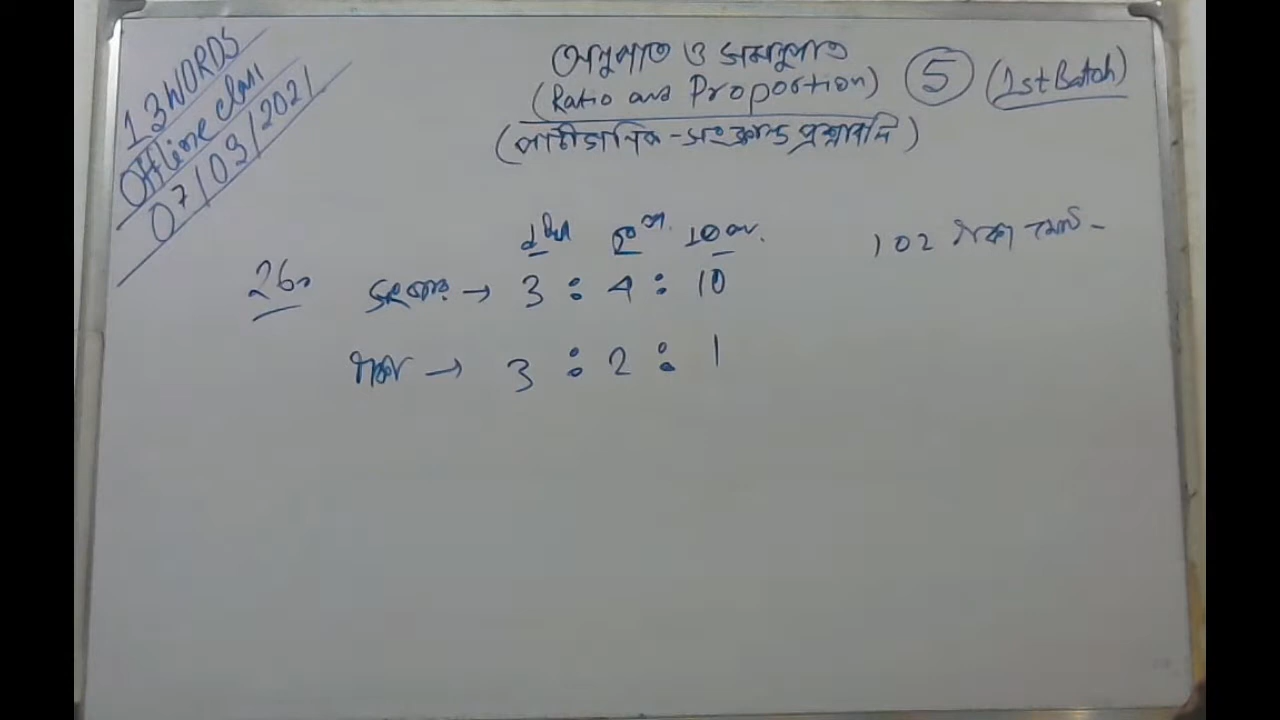 13WORDS
Offline class
07/03/2021
অনুপাত ও সমানুপাত
(Ratio and Proportion) 5 (1st Batch)
(পাটীগাণিতিক-সংক্রান্ত প্রশ্নাবলি)
10 প.
26.
→ 3 : 4 : 10
102 টাকা
→ 3 : 2 : 1